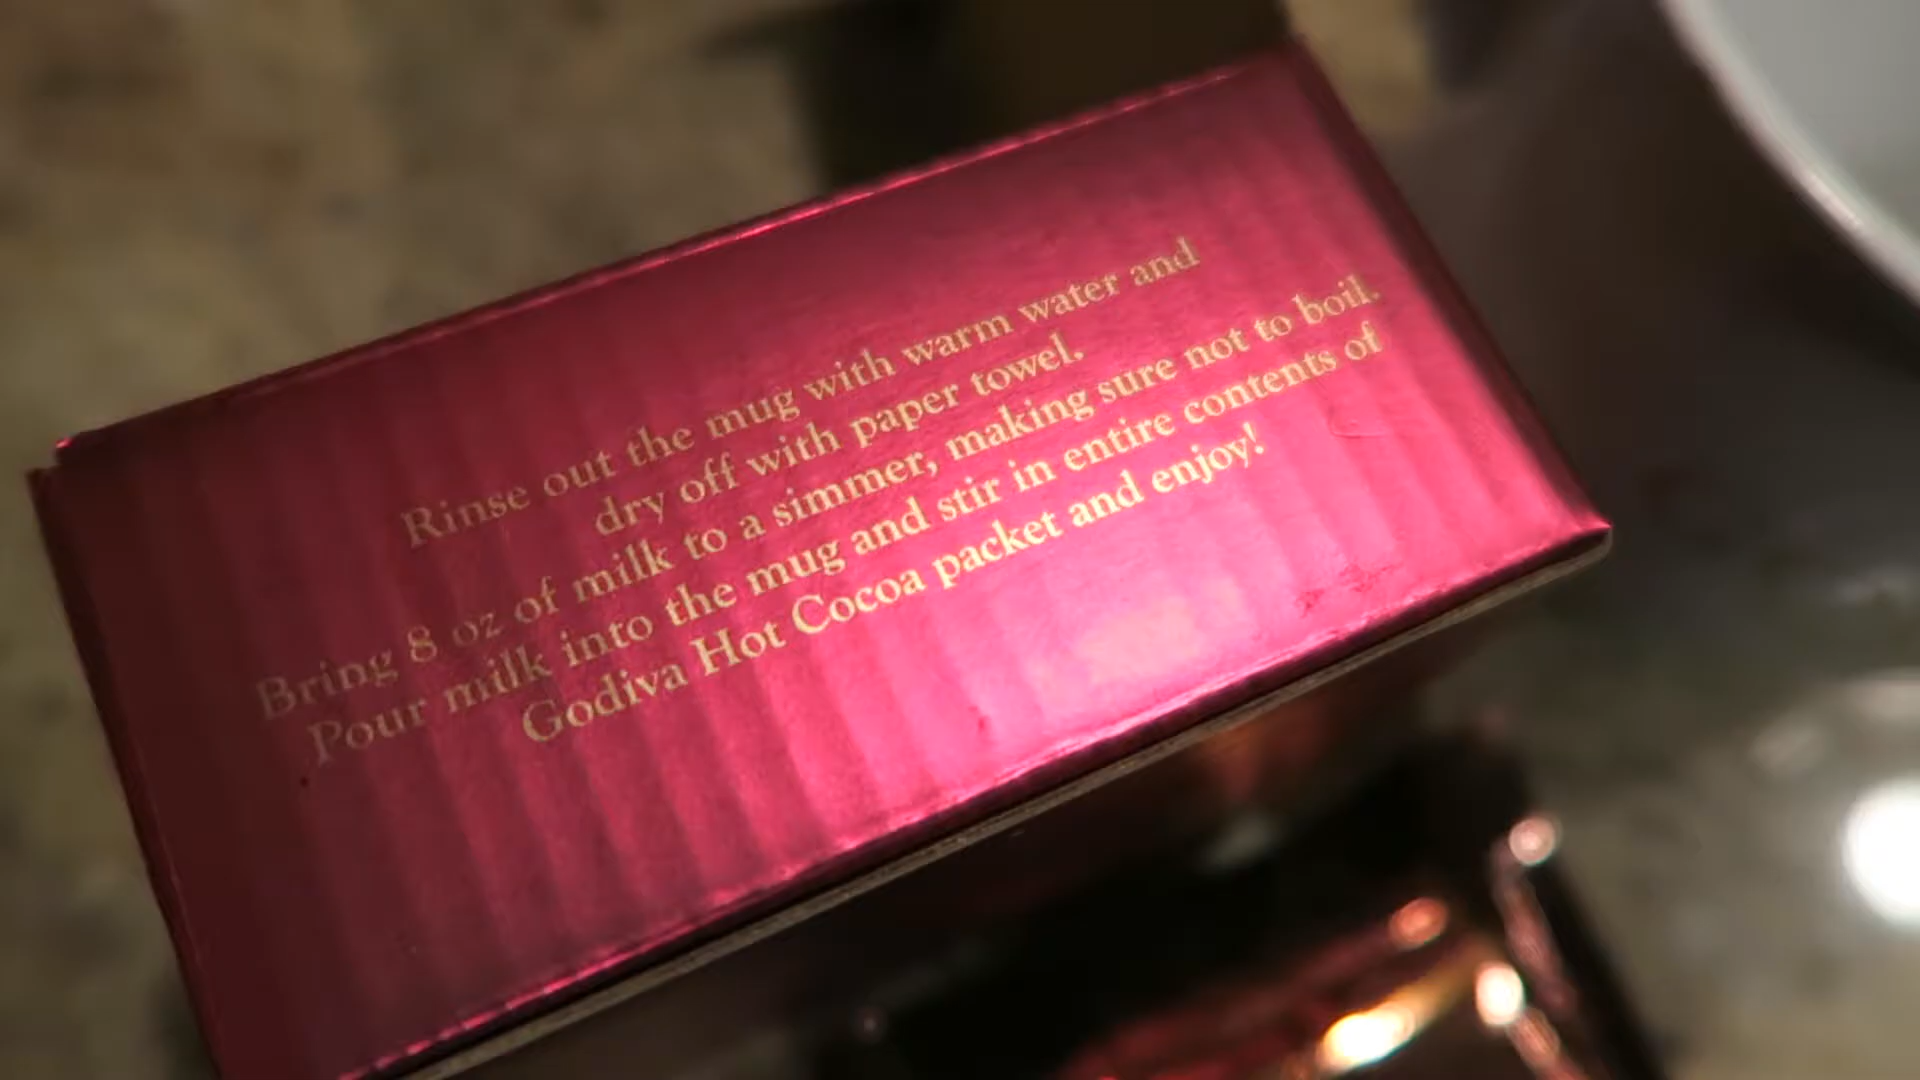 Rinse out the mug with warm water and
dry off with paper towel.
Bring 8 oz of milk to a simmer, making sure not to boil.
Pour milk into the mug and stir in entire contents of
Godiva Hot Cocoa packet and enjoy!